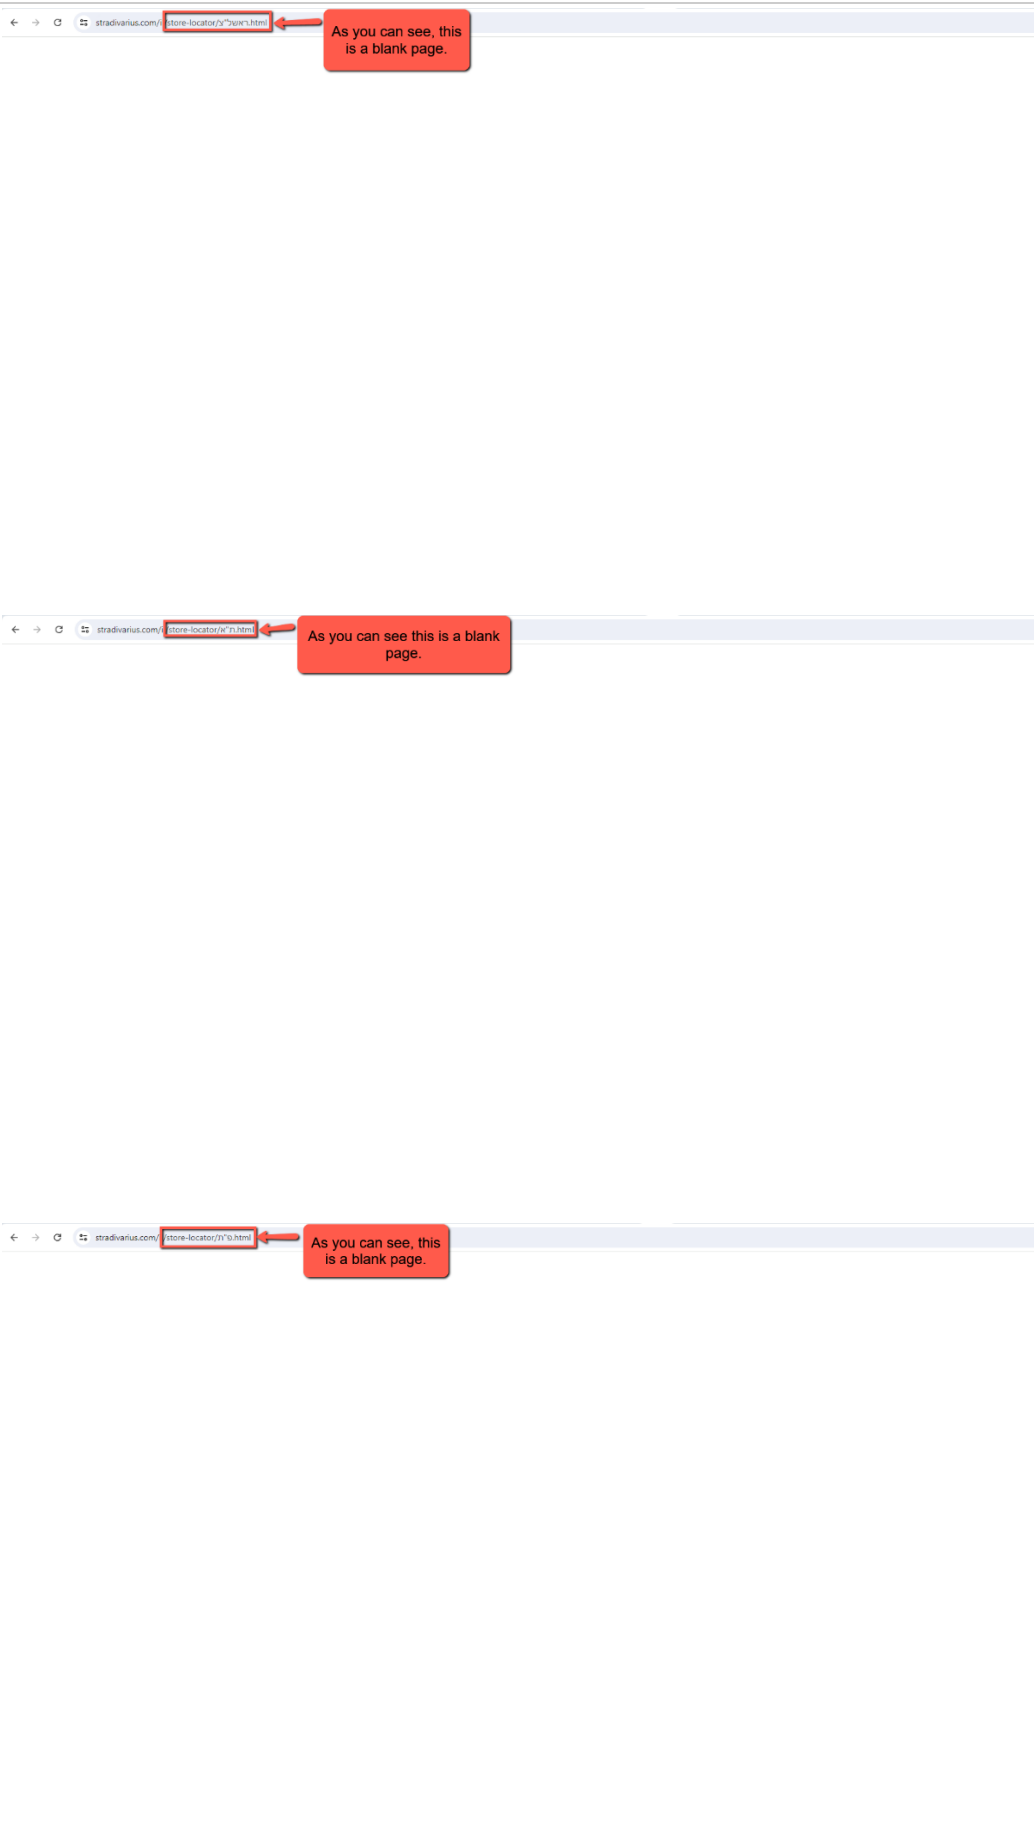 stradivarius.com/i/store-locator/ראשל''צ.html
As you can see, this
is a blank page.
stradivarius.com/i/store-locator/ת"א.html
As you can see this is a blank
page.
stradivarius.com/i/store-locator/פ"ת.html
As you can see, this
is a blank page.